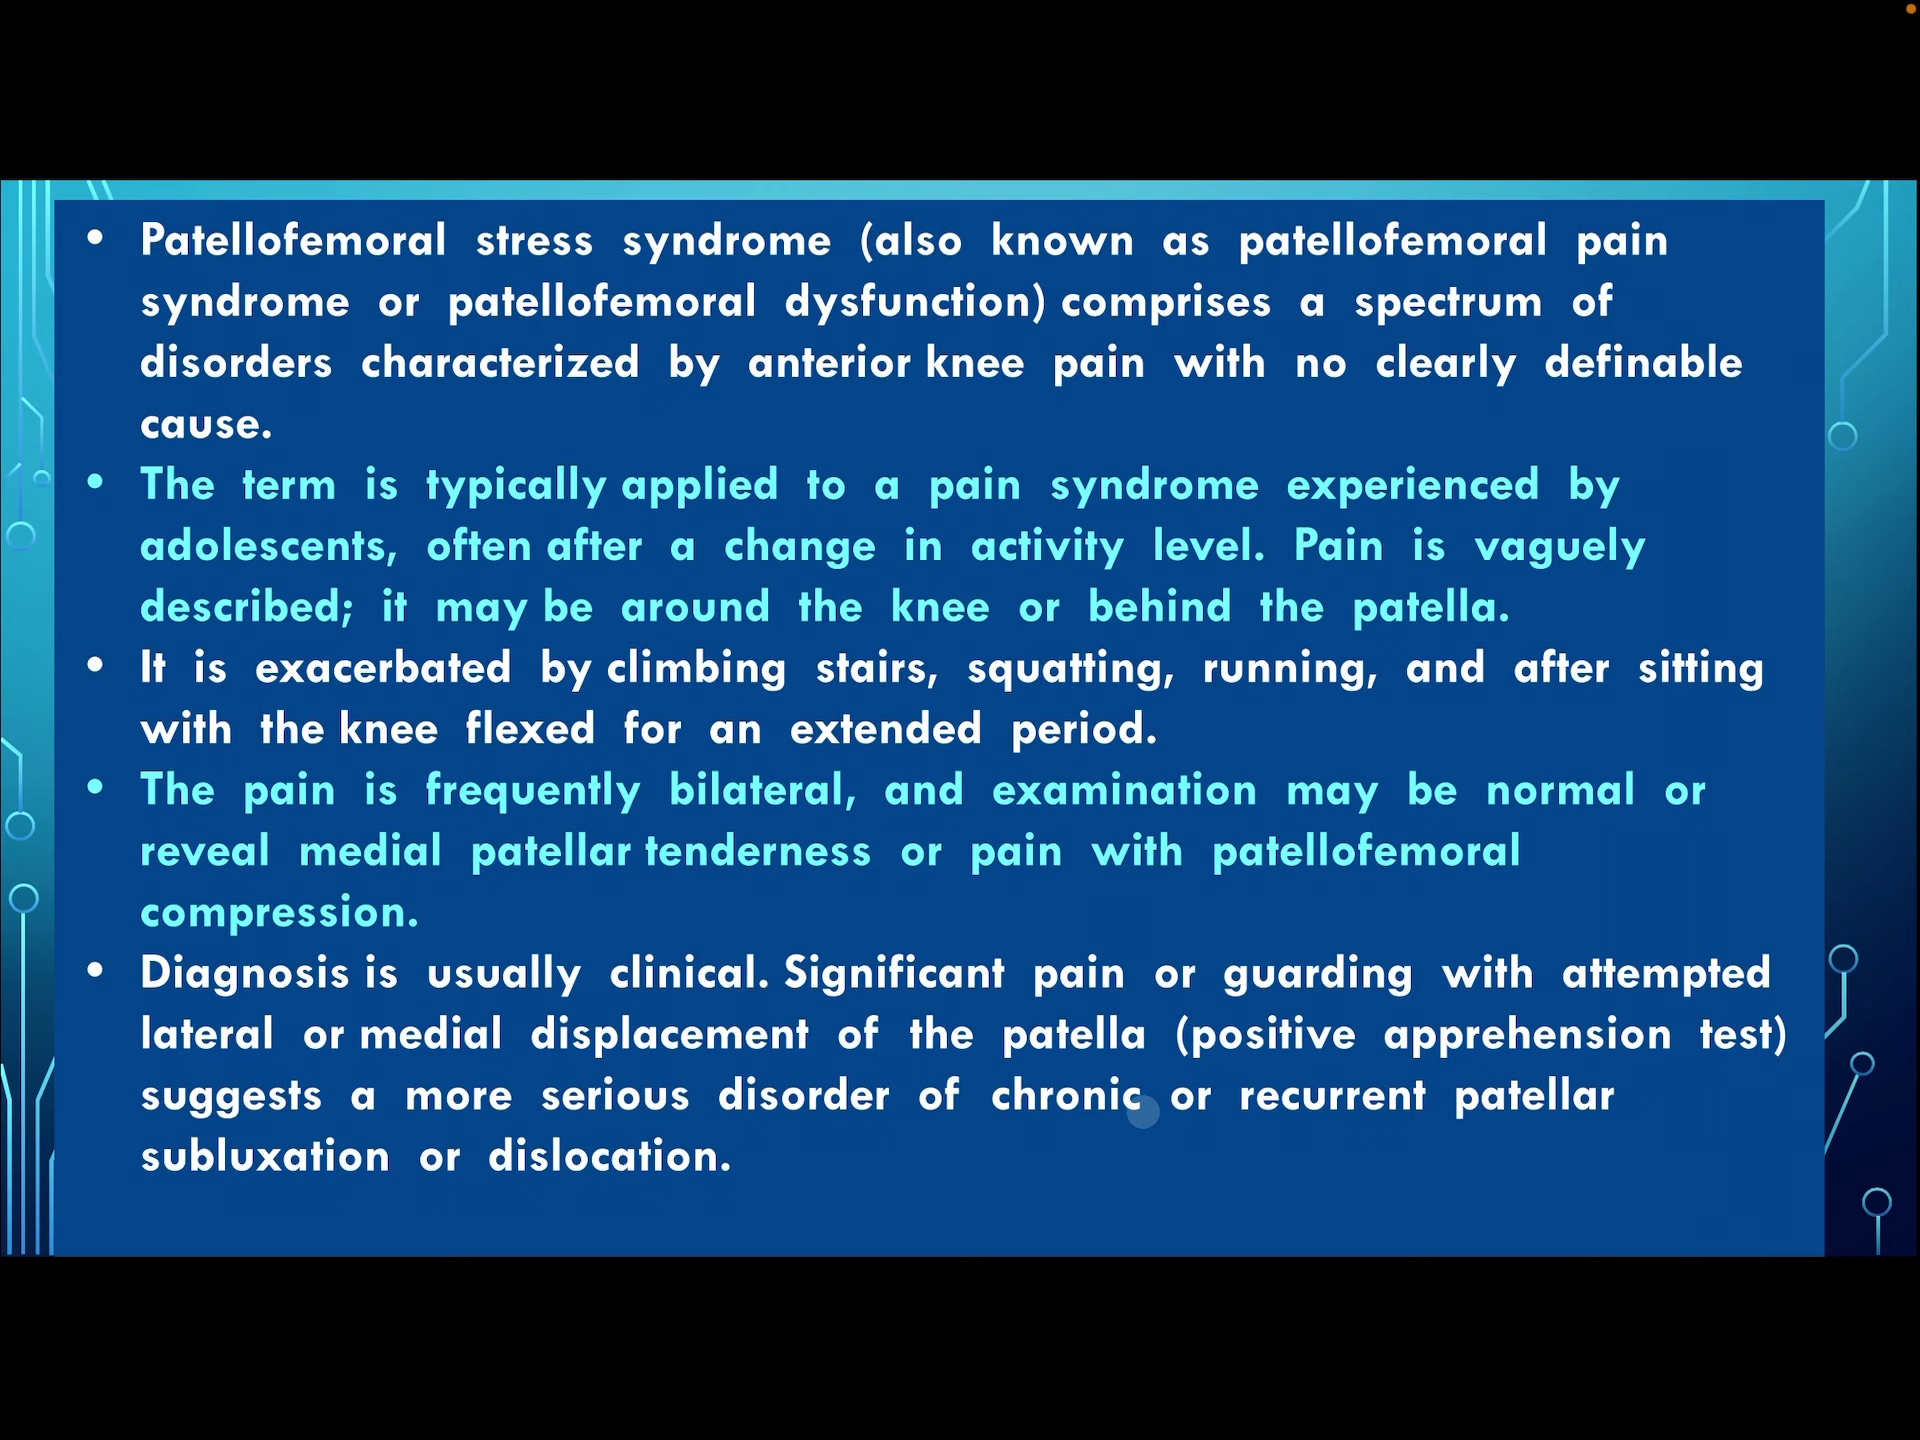 • Patellofemoral stress syndrome (also known as patellofemoral pain
syndrome or patellofemoral dysfunction) comprises a spectrum of
disorders characterized by anterior knee pain with no clearly definable
cause.
• The term is typically applied to a pain syndrome experienced by
adolescents, often after a change in activity level. Pain is vaguely
described; it may be around the knee or behind the patella.
• It is exacerbated by climbing stairs, squatting, running, and after sitting
with the knee flexed for an extended period.
• The pain is frequently bilateral, and examination may be normal or
reveal medial patellar tenderness or pain with patellofemoral
compression.
• Diagnosis is usually clinical. Significant pain or guarding with attempted
lateral or medial displacement of the patella (positive apprehension test)
suggests a more serious disorder of chronic or recurrent patellar
subluxation or dislocation.